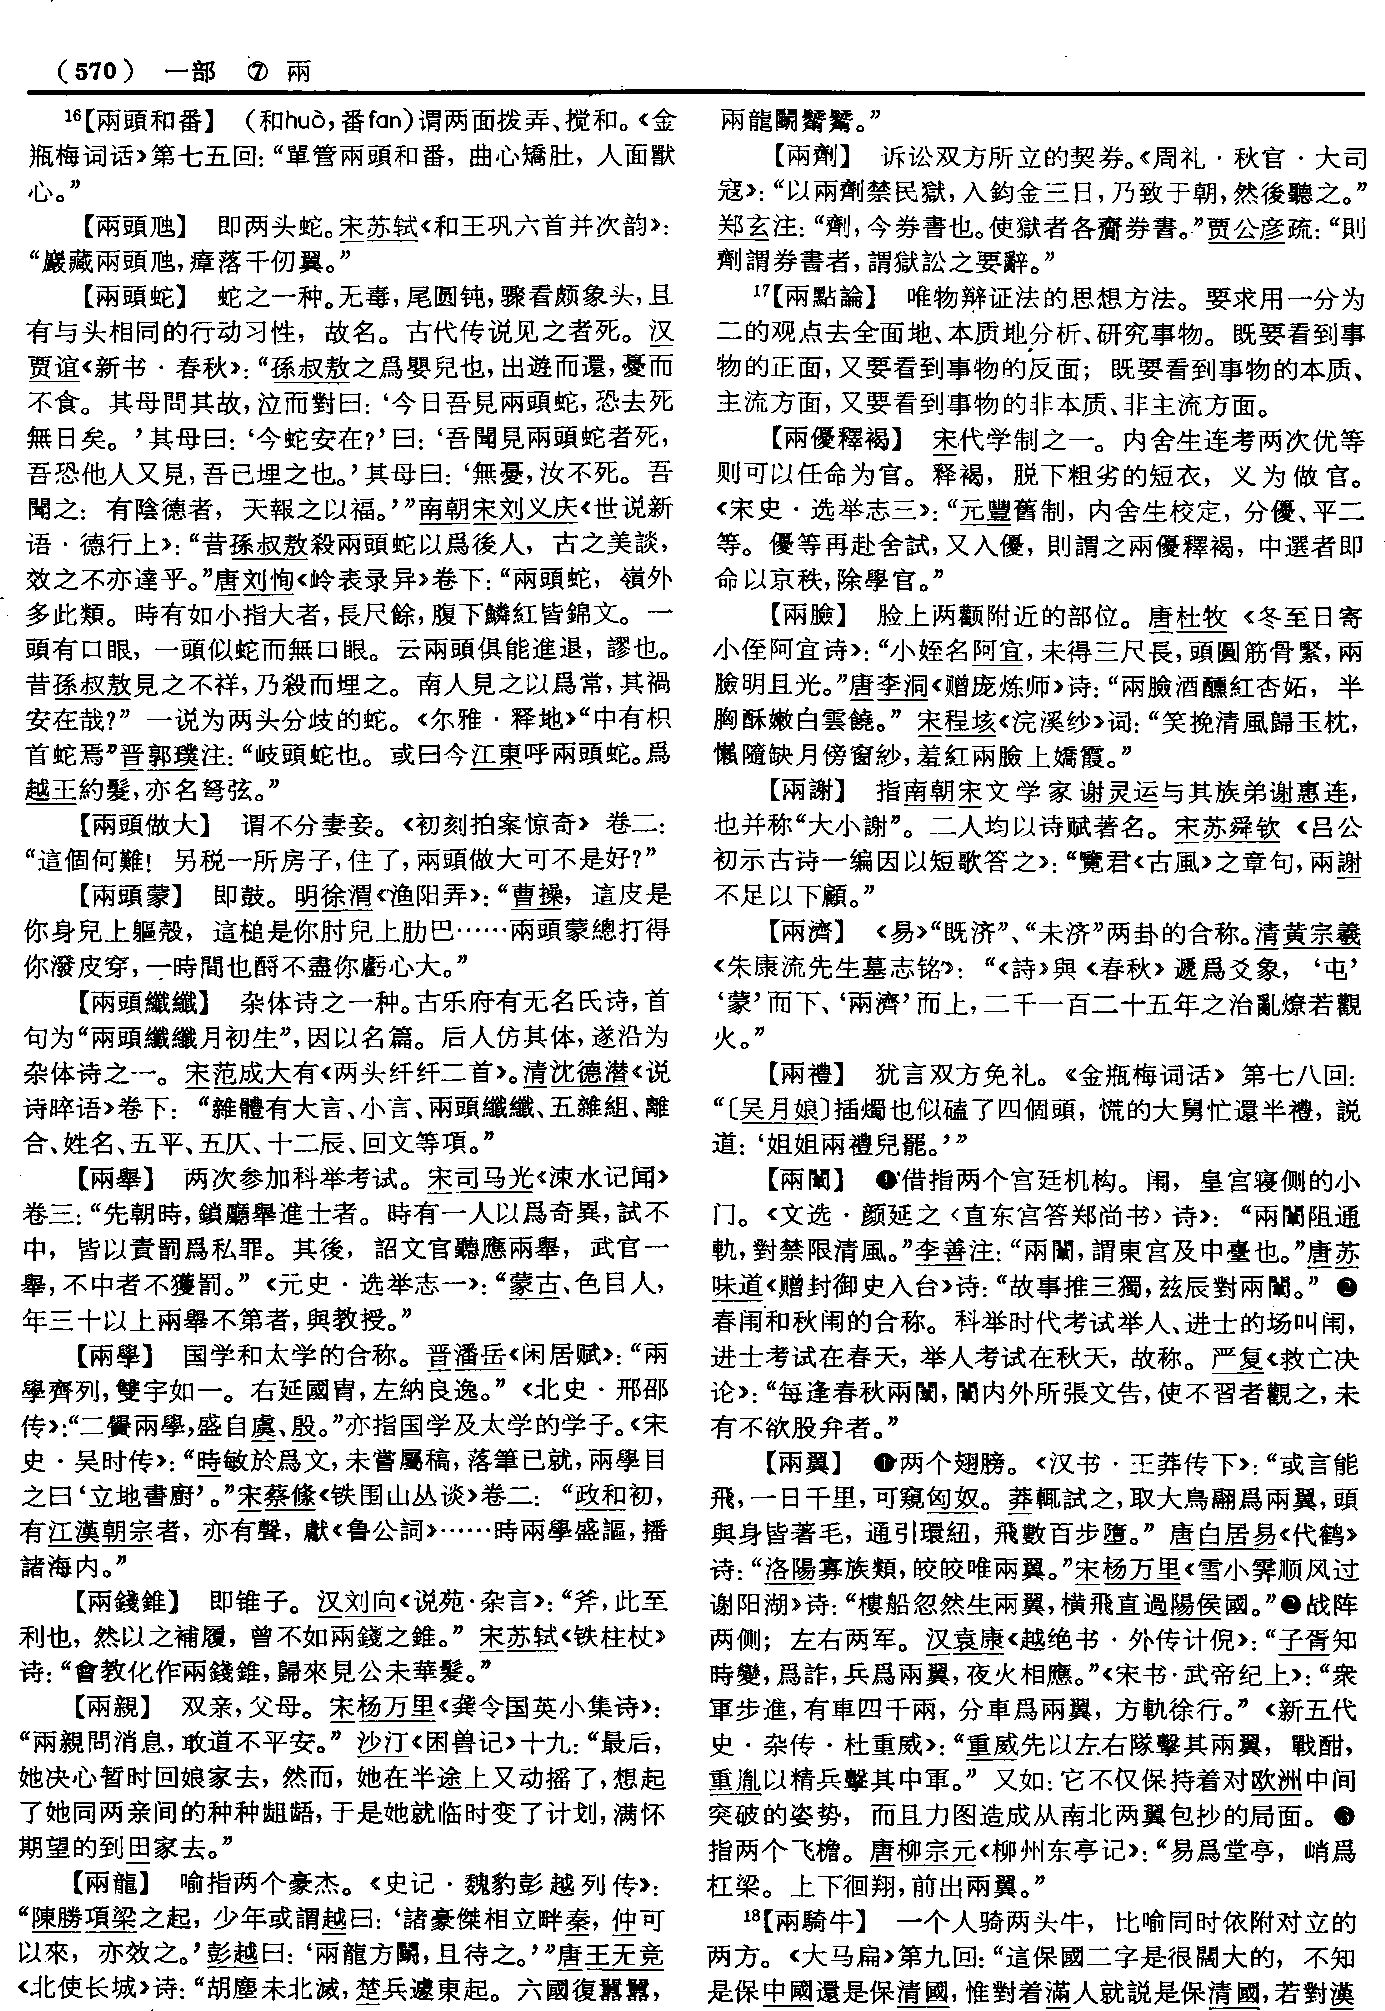 （570） 一部 ⑦ 兩
16【兩頭和番】 （和huò，番fan）谓两面拨弄、搅和。《金
瓶梅词话》第七五回：“單管兩頭和番，曲心矯肚，人面獸
心。”
【兩頭虺】 即两头蛇。宋苏轼《和王巩六首并次韵》：
“巖藏兩頭虺，瘴落千仞翼。”
【兩頭蛇】 蛇之一种。无毒，尾圆钝，骤看颇象头，且
有与头相同的行动习性，故名。古代传说见之者死。汉
贾谊《新书·春秋》：“孫叔敖之爲嬰兒也，出遊而還，憂而
不食。其母問其故，泣而對曰：‘今日吾見兩頭蛇，恐去死
無日矣。’其母曰：‘今蛇安在？’曰：‘吾聞見兩頭蛇者死，
吾恐他人又見，吾已埋之也。’其母曰：‘無憂，汝不死。吾
聞之：有陰德者，天報之以福。’”南朝宋刘义庆《世说新
语·德行上》：“昔孫叔敖殺兩頭蛇以爲後人，古之美談，
效之不亦達乎。”唐刘恂《岭表录异》卷下：“兩頭蛇，嶺外
多此類。時有如小指大者，長尺餘，腹下鱗紅皆錦文。一
頭有口眼，一頭似蛇而無口眼。云兩頭俱能進退，謬也。
昔孫叔敖見之不祥，乃殺而埋之。南人見之以爲常，其禍
安在哉？”一说为两头分歧的蛇。《尔雅·释地》“中有枳
首蛇焉”晋郭璞注：“岐頭蛇也。或曰今江東呼兩頭蛇。爲
越王約髮，亦名弩弦。”
【兩頭做大】 谓不分妻妾。《初刻拍案惊奇》卷二：
“這個何難！另税一所房子，住了，兩頭做大可不是好？”
【兩頭蒙】 即鼓。明徐渭《渔阳弄》：“曹操，這皮是
你身兒上軀殼，這槌是你肘兒上肋巴……兩頭蒙總打得
你潑皮穿，一時間也酹不盡你虧心大。”
【兩頭纖纖】 杂体诗之一种。古乐府有无名氏诗，首
句为“兩頭纖纖月初生”，因以名篇。后人仿其体，遂沿为
杂体诗之一。宋范成大有《两头纤纤二首》。清沈德潜《说
诗晬语》卷下：“雜體有大言、小言、兩頭纖纖、五雜組、離
合、姓名、五平、五仄、十二辰、回文等項。”
【兩舉】 两次参加科举考试。宋司马光《涑水记闻》
卷三：“先朝時，鎖廳舉進士者。時有一人以爲奇異，試不
中，皆以責罰爲私罪。其後，詔文官聽應兩舉，武官一
舉，不中者不獲罰。”《元史·选举志一》：“蒙古、色目人，
年三十以上兩舉不第者，與教授。”
【兩學】 国学和太学的合称。晋潘岳《闲居赋》：“兩
學齊列，雙宇如一。右延國胄，左納良逸。”《北史·邢邵
传》：“二黌兩學，盛自虞、殷。”亦指国学及太学的学子。《宋
史·吴时传》：“時敏於爲文，未嘗屬稿，落筆已就，兩學目
之曰‘立地書廚’。”宋蔡絛《铁围山丛谈》卷二：“政和初，
有江漢朝宗者，亦有聲，獻《魯公詞》……時兩學盛謳，播
諸海内。”
【兩錢錐】 即锥子。汉刘向《说苑·杂言》：“斧，此至
利也，然以之補履，曾不如兩錢之錐。”宋苏轼《铁柱杖》
诗：“會教化作兩錢錐，歸來見公未華髮。”
【兩親】 双亲，父母。宋杨万里《龚令国英小集诗》：
“兩親問消息，敢道不平安。”沙汀《困兽记》十九：“最后，
她决心暂时回娘家去，然而，她在半途上又动摇了，想起
了她同两亲间的种种龃龉，于是她就临时变了计划，满怀
期望的到田家去。”
【兩龍】 喻指两个豪杰。《史记·魏豹彭越列传》：
“陳勝項梁之起，少年或謂越曰：‘諸豪傑相立畔秦，仲可
以來，亦效之。’彭越曰：‘兩龍方鬭，且待之。’”唐王无竞
《北使长城》诗：“胡塵未北滅，楚兵遽東起。六國復囂囂，
兩龍鬭觺觺。”
【兩劑】 诉讼双方所立的契券。《周礼·秋官·大司
寇》：“以兩劑禁民獄，入鈞金三日，乃致于朝，然後聽之。”
郑玄注：“劑，今券書也。使獄者各齎券書。”贾公彦疏：“則
劑謂券書者，謂獄訟之要辭。”
17【兩點論】 唯物辩证法的思想方法。要求用一分为
二的观点去全面地、本质地分析、研究事物。既要看到事
物的正面，又要看到事物的反面；既要看到事物的本质、
主流方面，又要看到事物的非本质、非主流方面。
【兩優釋褐】 宋代学制之一。内舍生连考两次优等
则可以任命为官。释褐，脱下粗劣的短衣，义为做官。
《宋史·选举志三》：“元豐舊制，内舍生校定，分優、平二
等。優等再赴舍試，又入優，則謂之兩優釋褐，中選者即
命以京秩，除學官。”
【兩臉】 脸上两颧附近的部位。唐杜牧《冬至日寄
小侄阿宜诗》：“小姪名阿宜，未得三尺長，頭圓筋骨緊，兩
臉明且光。”唐李洞《赠庞炼师》诗：“兩臉酒醺紅杏妬，半
胸酥嫩白雲饒。”宋程垓《浣溪纱》词：“笑挽清風歸玉枕，
懶隨缺月傍窗紗，羞紅兩臉上嬌霞。”
【兩謝】 指南朝宋文学家谢灵运与其族弟谢惠连，
也并称“大小謝”。二人均以诗赋著名。宋苏舜钦《吕公
初示古诗一编因以短歌答之》：“覽君《古風》之章句，兩謝
不足以下顧。”
【兩濟】 《易》“既济”、“未济”两卦的合称。清黄宗羲
《朱康流先生墓志铭》：“《詩》與《春秋》遞爲爻象，‘屯’
‘蒙’而下、‘兩濟’而上，二千一百二十五年之治亂燎若觀
火。”
【兩禮】 犹言双方免礼。《金瓶梅词话》第七八回：
“〔吴月娘〕插燭也似磕了四個頭，慌的大舅忙還半禮，説
道：‘姐姐兩禮兒罷。’”
【兩闈】 ❶借指两个宫廷机构。闱，皇宫寝侧的小
门。《文选·颜延之〈直东宫答郑尚书〉诗》：“兩闈阻通
軌，對禁限清風。”李善注：“兩闈，謂東宫及中臺也。”唐苏
味道《赠封御史入台》诗：“故事推三獨，兹辰對兩闈。”❷
春闱和秋闱的合称。科举时代考试举人、进士的场叫闱，
进士考试在春天，举人考试在秋天，故称。严复《救亡决
论》：“每逢春秋兩闈，闈内外所張文告，使不習者觀之，未
有不欲股弁者。”
【兩翼】 ❶两个翅膀。《汉书·王莽传下》：“或言能
飛，一日千里，可窺匈奴。莽輒試之，取大鳥翮爲兩翼，頭
與身皆著毛，通引環紐，飛數百步墮。”唐白居易《代鹤》
诗：“洛陽寡族類，皎皎唯兩翼。”宋杨万里《雪小霁顺风过
谢阳湖》诗：“樓船忽然生兩翼，橫飛直過陽侯國。”❷战阵
两侧；左右两军。汉袁康《越绝书·外传计倪》：“子胥知
時變，爲詐，兵爲兩翼，夜火相應。”《宋书·武帝纪上》：“衆
軍步進，有車四千兩，分車爲兩翼，方軌徐行。”《新五代
史·杂传·杜重威》：“重威先以左右隊擊其兩翼，戰酣，
重胤以精兵擊其中軍。”又如：它不仅保持着对欧洲中间
突破的姿势，而且力图造成从南北两翼包抄的局面。❸
指两个飞檐。唐柳宗元《柳州东亭记》：“易爲堂亭，峭爲
杠梁。上下徊翔，前出兩翼。”
18【兩騎牛】 一个人骑两头牛，比喻同时依附对立的
两方。《大马扁》第九回：“這保國二字是很闊大的，不知
是保中國還是保清國，惟對着滿人就説是保清國，若對漢